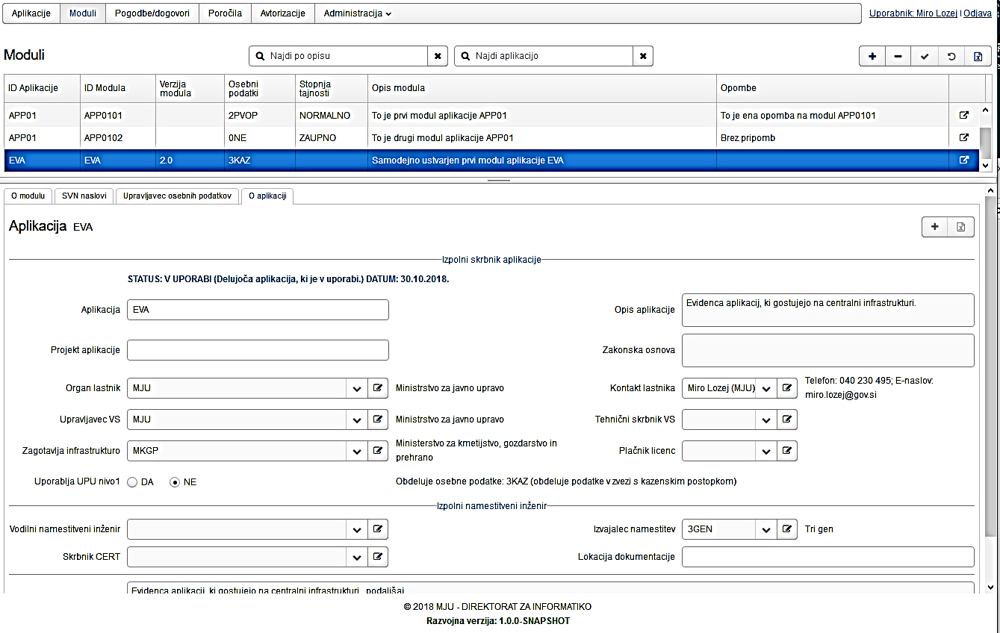 Aplikacije Moduli Pogodbe/dogovori Poročila Avtorizacije Administracija Uporabnik: Miro Lozej | Odjava
Moduli Najdi po opisu Najdi aplikacijo
ID Aplikacije ID Modula Verzija modula Osebni podatki Stopnja tajnosti Opis modula Opombe
APP01 APP0101 2PVOP NORMALNO To je prvi modul aplikacije APP01 To je ena opomba na modul APP0101
APP01 APP0102 0NE ZAUPNO To je drugi modul aplikacije APP01 Brez pripomb
EVA EVA 2.0 3KAZ Samodejno ustvarjen prvi modul aplikacije EVA
O modulu SVN naslovi Upravljavec osebnih podatkov O aplikaciji
Aplikacija EVA
Izpolni skrbnik aplikacije
STATUS: V UPORABI (Delujoča aplikacija, ki je v uporabi.) DATUM: 30.10.2018.
Aplikacija EVA Opis aplikacije Evidenca aplikacij, ki gostujejo na centralni infrastrukturi.
Projekt aplikacije Zakonska osnova
Organ lastnik MJU Ministrstvo za javno upravo Kontakt lastnika Miro Lozej (MJU) Telefon: 040 230 495; E-naslov:
miro.lozej@gov.si
Upravljavec VS MJU Ministrstvo za javno upravo Tehnični skrbnik VS
Zagotavlja infrastrukturo MKGP Ministerstvo za kmetijstvo, gozdarstvo in
prehrano Plačnik licenc
Uporablja UPU nivo1 DA NE Obdeluje osebne podatke: 3KAZ (obdeluje podatke v zvezi s kazenskim postopkom)
Izpolni namestitveni inženir
Vodilni namestitveni inženir Izvajalec namestitev 3GEN Tri gen
Skrbnik CERT Lokacija dokumentacije
Evidenca aplikacij, ki gostujejo na centralni infrastrukturi, podaljšaj
© 2018 MJU - DIREKTORAT ZA INFORMATIKO
Razvojna verzija: 1.0.0-SNAPSHOT